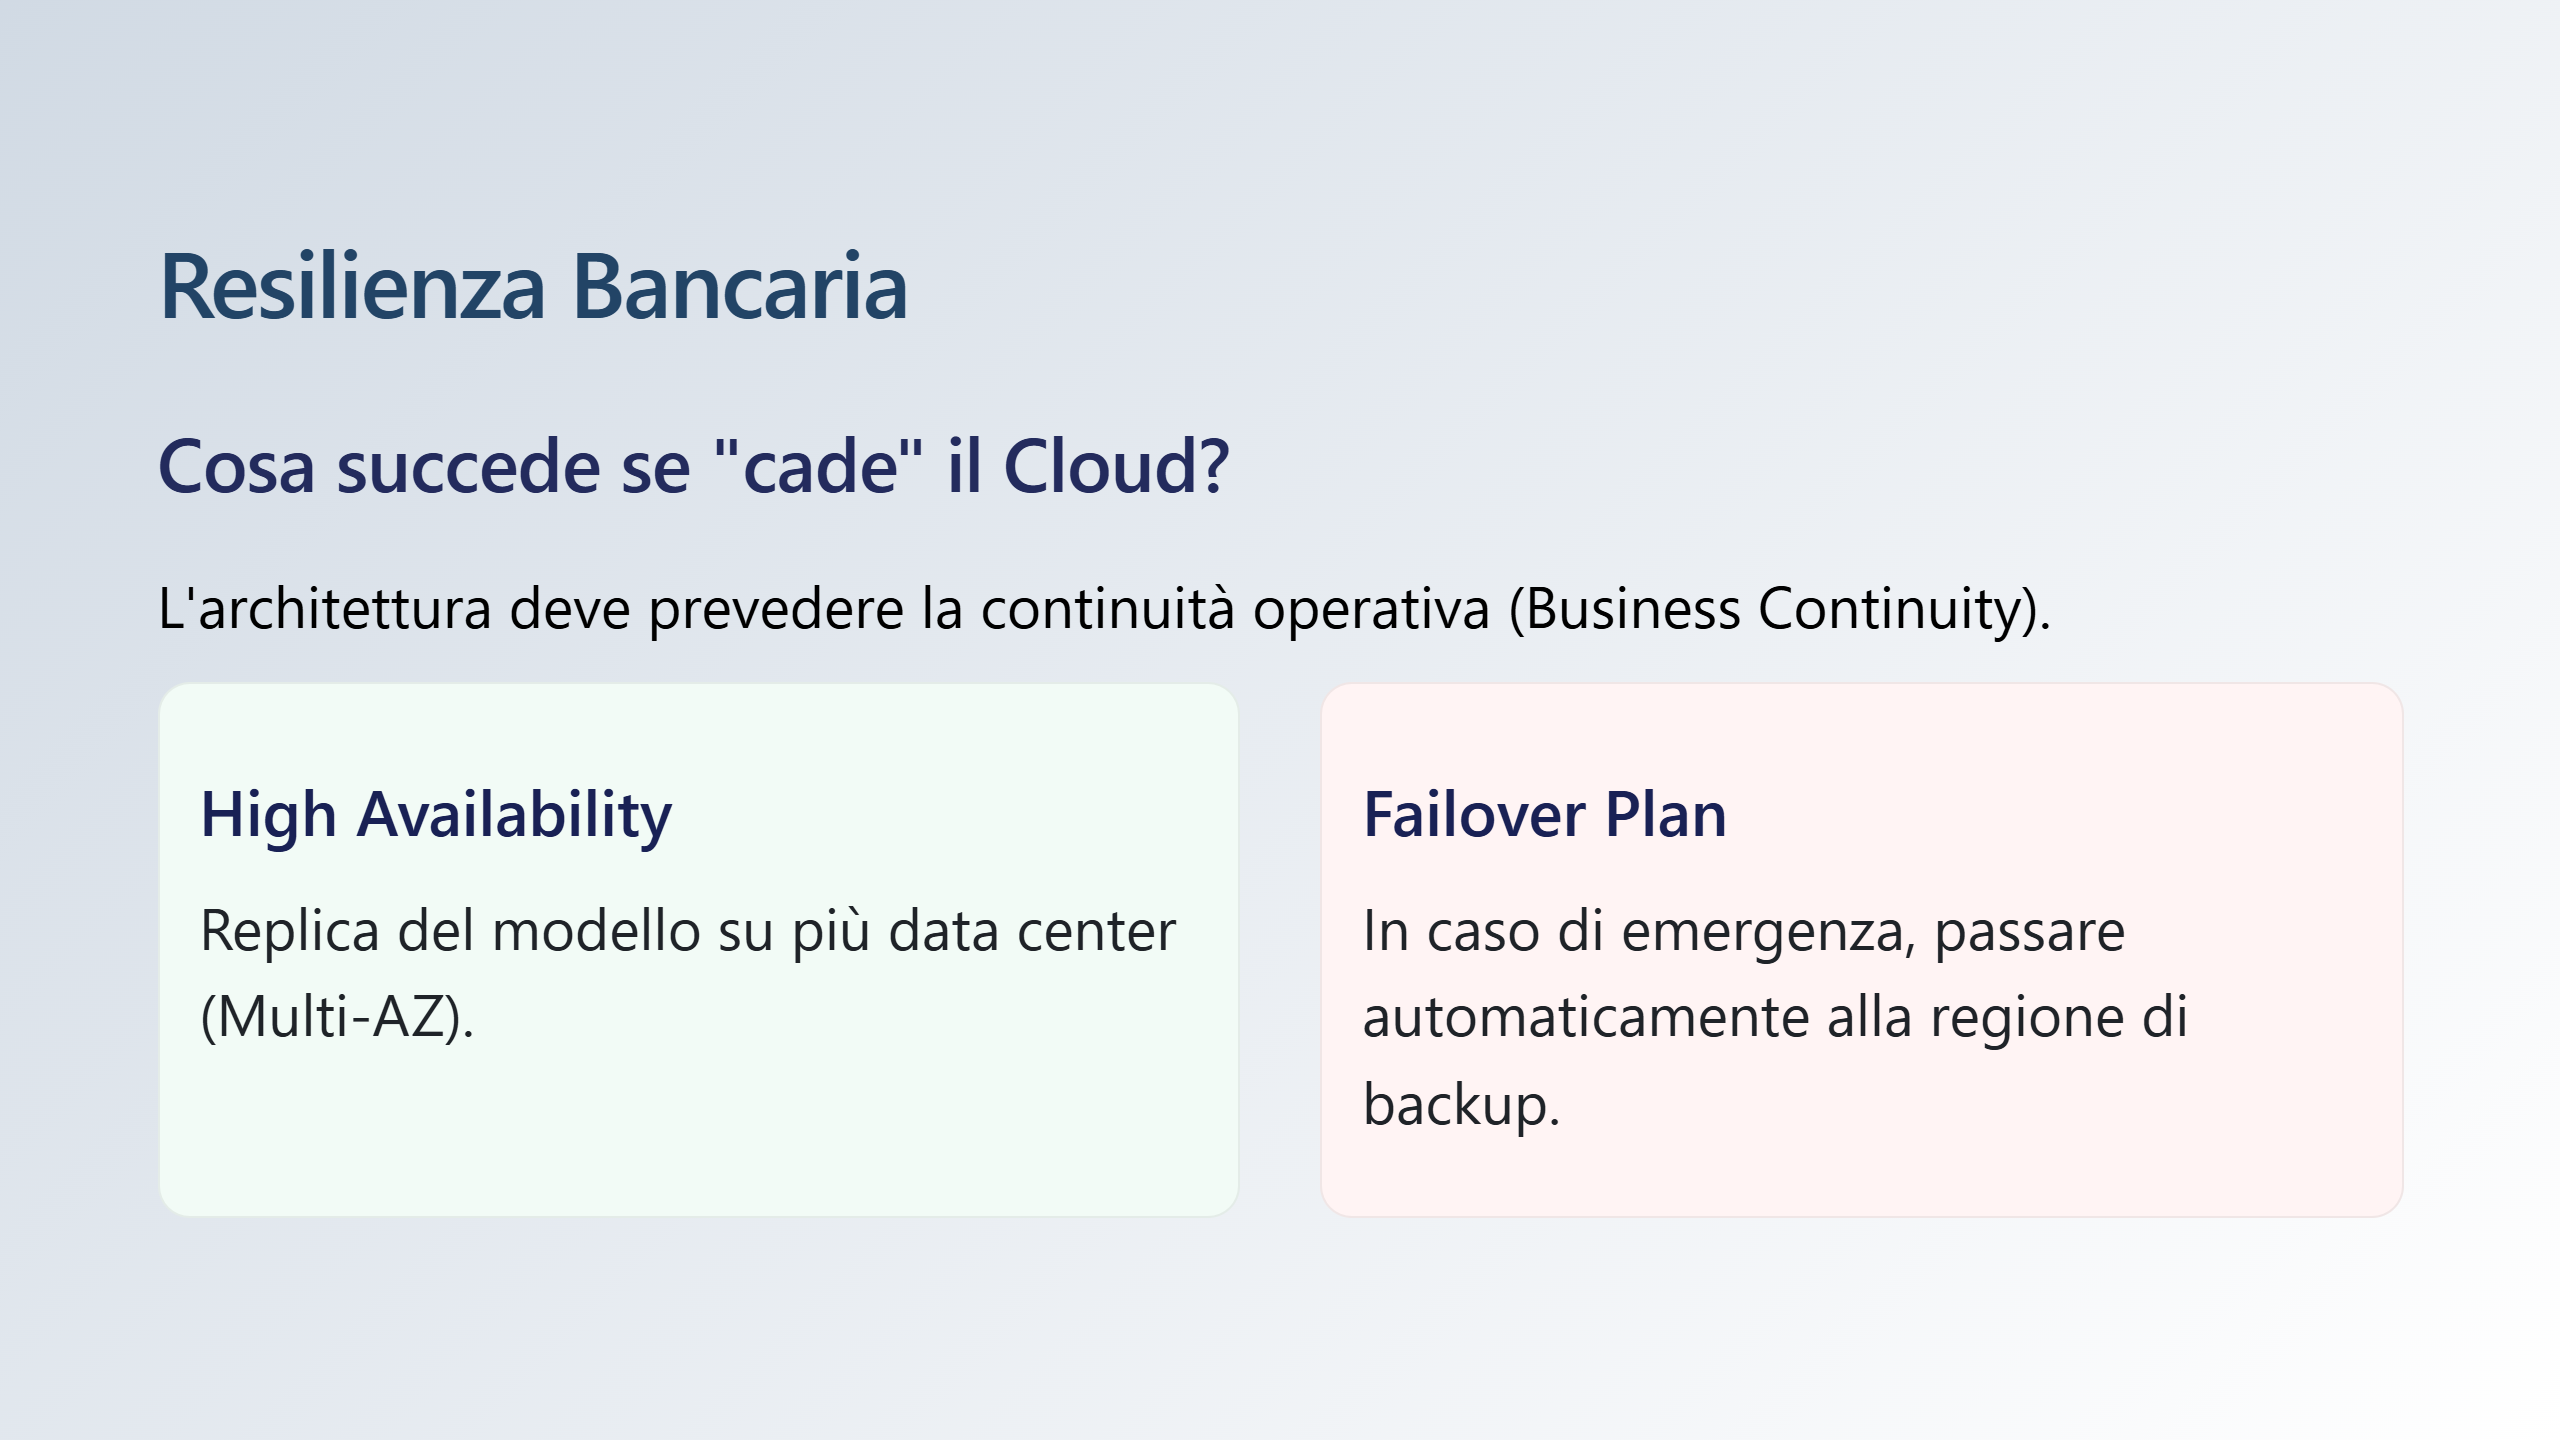 Resilienza Bancaria
Cosa succede se "cade" il Cloud?
L'architettura deve prevedere la continuità operativa (Business Continuity).
High Availability
Replica del modello su più data center
(Multi-AZ).
Failover Plan
In caso di emergenza, passare
automaticamente alla regione di
backup.